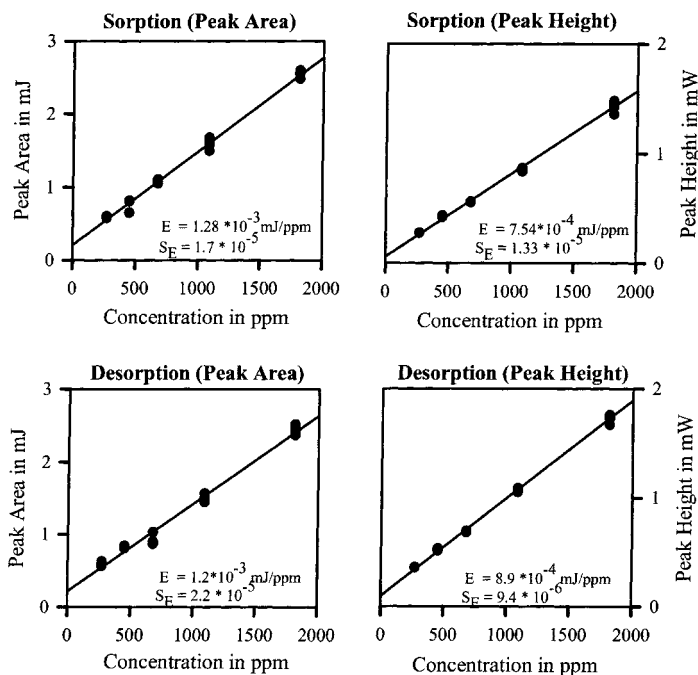 Sorption (Peak Area)
3
2
1
0
Peak Area in mJ
E = 1.28 *10-3 mJ/ppm
SE = 1.7 * 10-5
0 500 1000 1500 2000
Concentration in ppm
Sorption (Peak Height)
2
1
0
Peak Height in mW
E = 7.54*10-4 mJ/ppm
SE = 1.33 * 10-5
0 500 1000 1500 2000
Concentration in ppm
Desorption (Peak Area)
3
2
1
0
Peak Area in mJ
E = 1.2*10-3 mJ/ppm
SE = 2.2 * 10-5
0 500 1000 1500 2000
Concentration in ppm
Desorption (Peak Height)
2
1
0
Peak Height in mW
E = 8.9 *10-4 mJ/ppm
SE = 9.4 * 10-6
0 500 1000 1500 2000
Concentration in ppm